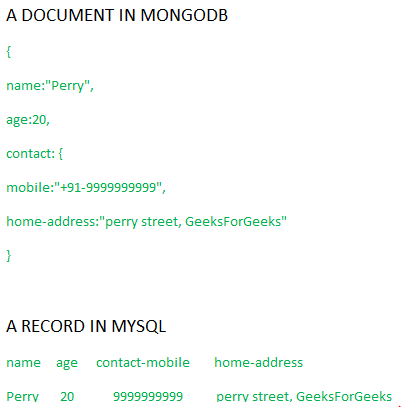 A DOCUMENT IN MONGODB
{
name:"Perry",
age:20,
contact: {
mobile:"+91-9999999999",
home-address:"perry street, GeeksForGeeks"
}
A RECORD IN MYSQL
name age contact-mobile home-address
Perry 20 9999999999 perry street, GeeksForGeeks